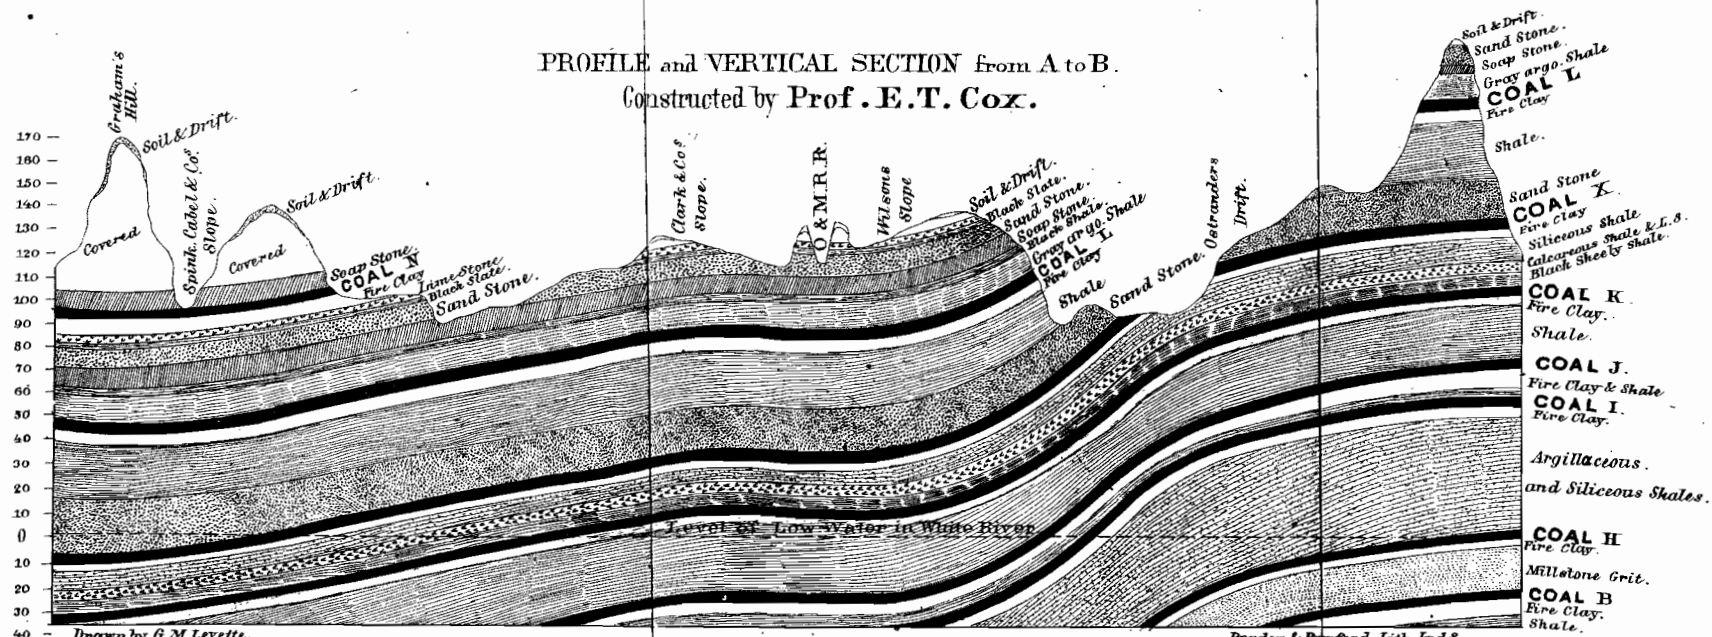 PROFILE and VERTICAL SECTION from A to B.
Constructed by Prof. E.T. Cox.
Graham's
Hill.
Soil & Drift.
Covered
Spink, Cabel & Co.s
Slope.
Soil & Drift.
Covered
Soap Stone.
COAL N
Fire Clay
Lime Stone.
Black Slate.
Sand Stone.
Clark & Co.s
Slope.
O & M.R.R.
Wilsons
Slope
Soil & Drift.
Black Slate.
Sand Stone.
Soap Stone.
Black Shale.
Gray argo. Shale
COAL L
Fire Clay
Shale
Sand Stone.
Ostranders
Drift.
Soil & Drift.
Sand Stone.
Soap Stone.
Gray argo. Shale
COAL L
Fire Clay
Shale.
Sand Stone
COAL X
Fire Clay
Siliceous Shale
Calcareous Shale & L.S.
Black Sheely Shale.
COAL K
Fire Clay.
Shale.
COAL J.
Fire Clay & Shale
COAL I.
Fire Clay.
Argillaceous.
and Siliceous Shales.
COAL H
Fire Clay.
Millstone Grit.
COAL B
Fire Clay.
Shale.
170
160
150
140
130
120
110
100
90
80
70
60
50
40
30
20
10
0
10
20
30
40
Level of Low Water in White River
Drawn by G.M. Levette.